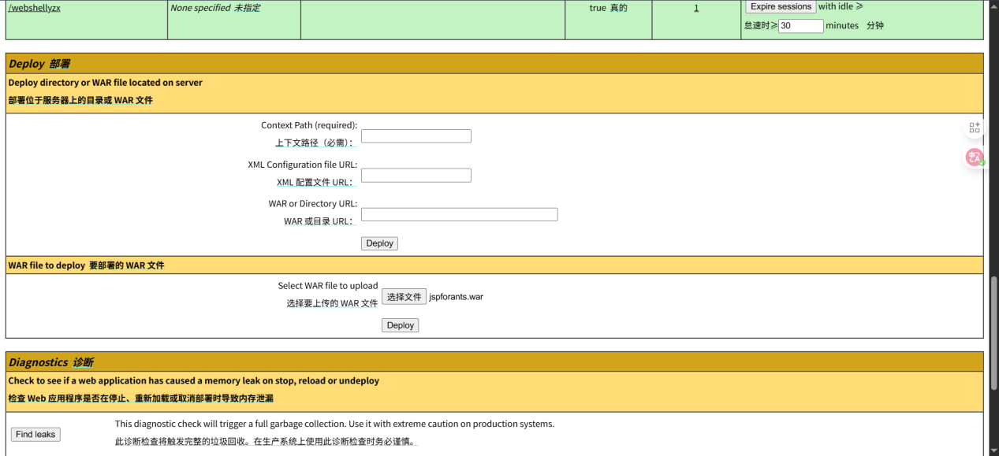 /webshellyzx
None specified 未指定
true 真的
1
Expire sessions with idle ≥
怠速时≥ 30 minutes 分钟
Deploy 部署
Deploy directory or WAR file located on server
部署位于服务器上的目录或 WAR 文件
Context Path (required):
上下文路径（必需）：
XML Configuration file URL:
XML 配置文件 URL：
WAR or Directory URL:
WAR 或目录 URL：
Deploy
WAR file to deploy 要部署的 WAR 文件
Select WAR file to upload
选择要上传的 WAR 文件
选择文件 jspforants.war
Deploy
Diagnostics 诊断
Check to see if a web application has caused a memory leak on stop, reload or undeploy
检查 Web 应用程序是否在停止、重新加载或取消部署时导致内存泄漏
Find leaks
This diagnostic check will trigger a full garbage collection. Use it with extreme caution on production systems.
此诊断检查将触发完整的垃圾回收。在生产系统上使用此诊断检查时务必谨慎。